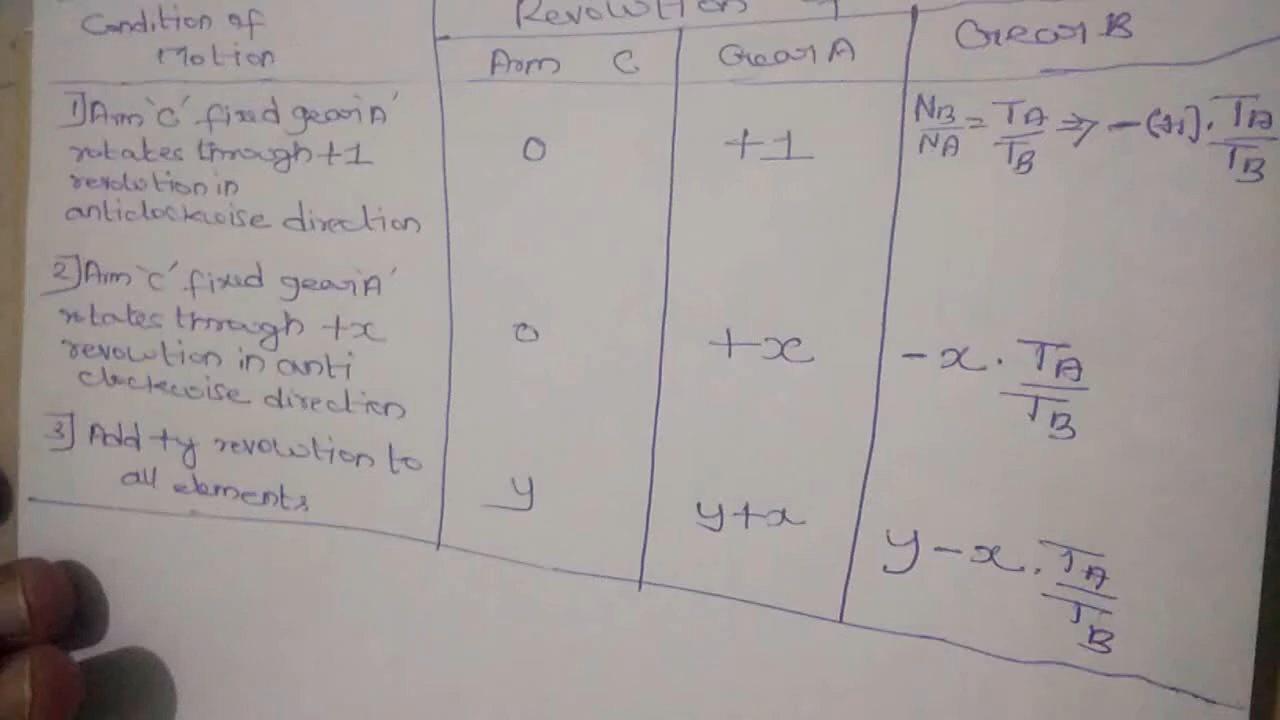 Condition of
Motion
Revolution
Arm C
Gear A
Gear B
1] Arm 'C' fixed gear 'A'
rotates through +1
revolution in
anticlockwise direction
0
+1
NB/NA = TA/TB ⇒ -(+1). TA/TB
2] Arm 'C' fixed gear 'A'
rotates through +x
revolution in anti
clockwise direction
0
+x
-x . TA/TB
3] Add +y revolution to
all elements
y
y+x
y-x . TA/TB